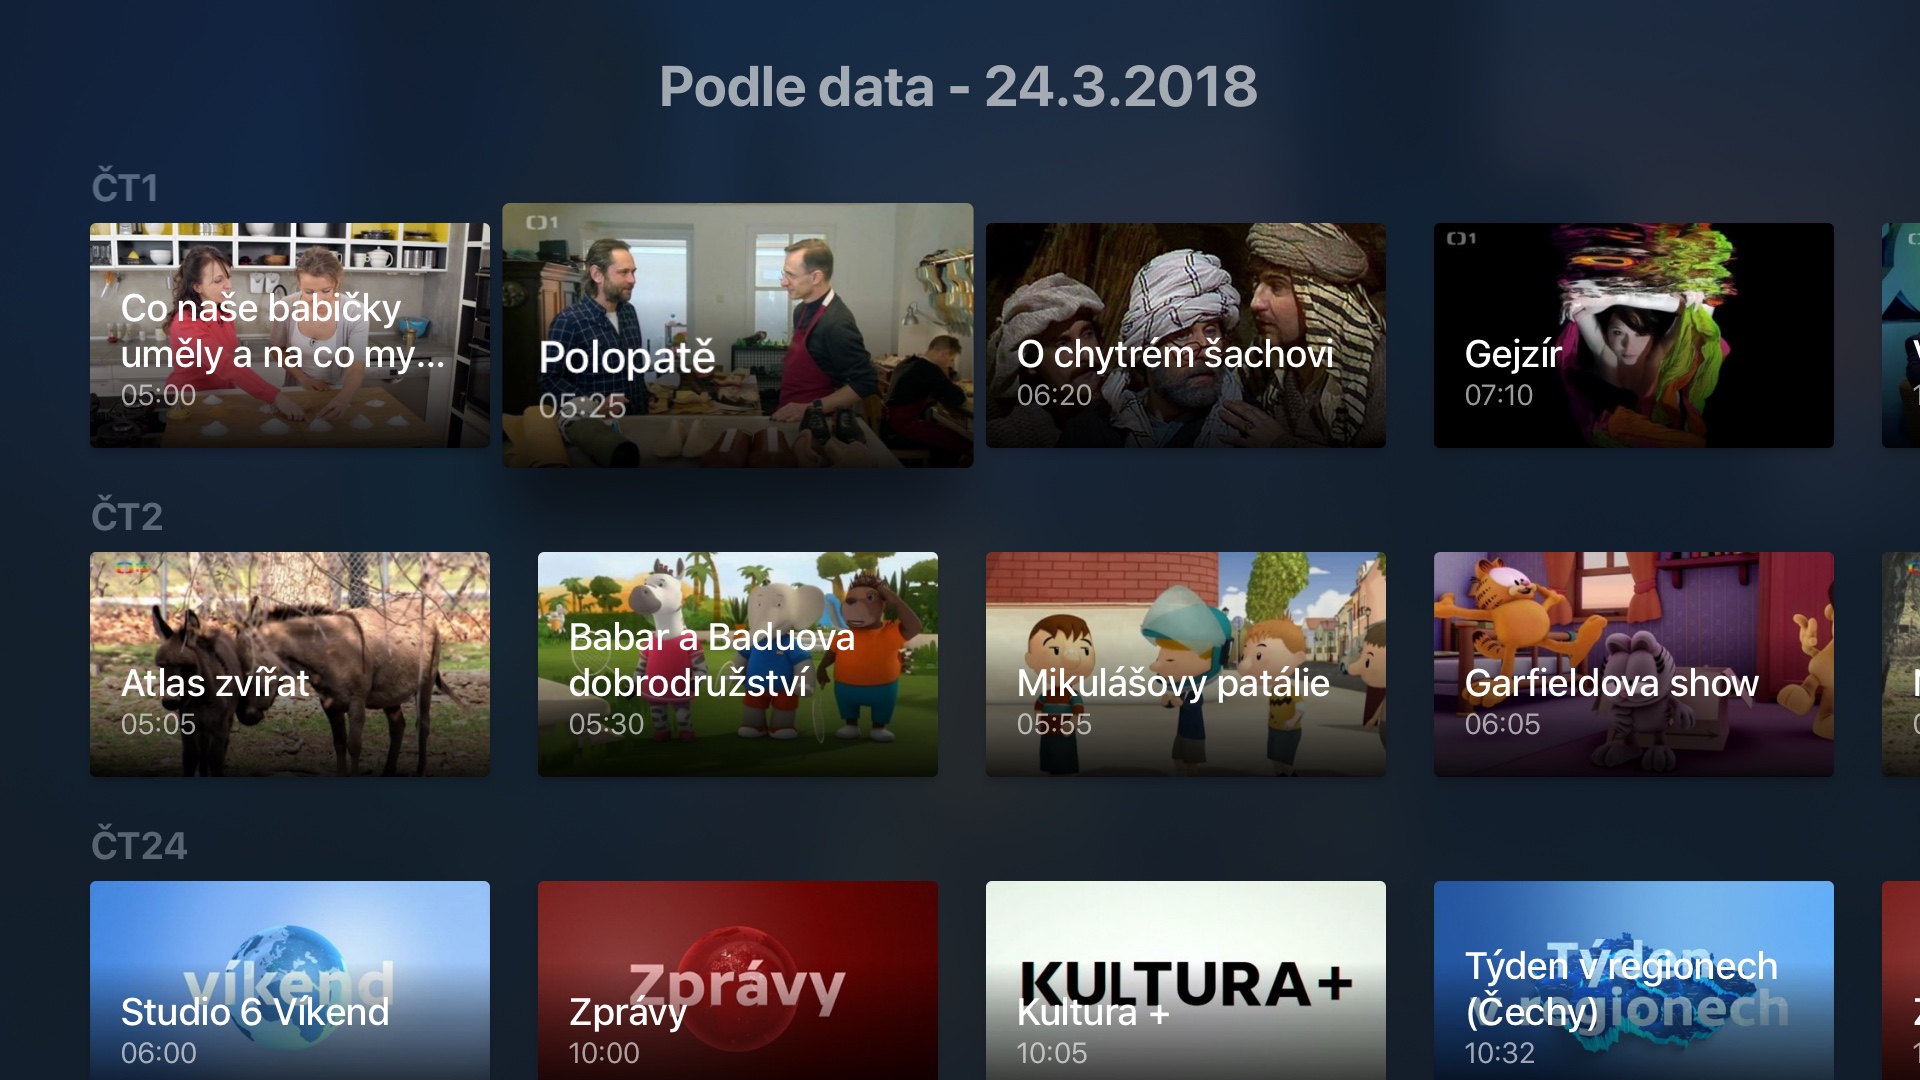 Podle data - 24.3.2018
ČT1
Co naše babičky
uměly a na co my...
05:00
1
Polopatě
05:25
O chytrém šachovi
06:20
1
Gejzír
07:10
ČT2
Atlas zvířat
05:05
Babar a Baduova
dobrodružství
05:30
Mikulášovy patálie
05:55
Garfieldova show
06:05
ČT24
víkend
Studio 6 Víkend
06:00
Zprávy
Zprávy
10:00
KULTURA+
Kultura +
10:05
Týden v regionech
(Čechy)
Týden
regionech
10:32